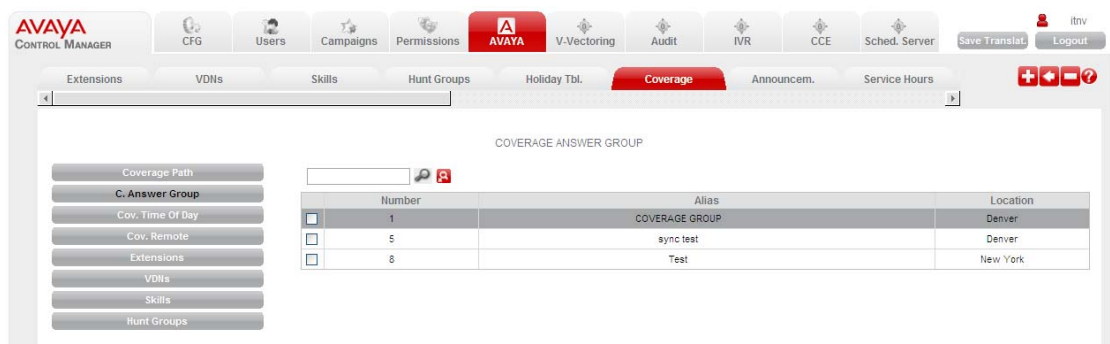 AVAYA
CONTROL MANAGER
CFG Users Campaigns Permissions AVAYA V-Vectoring Audit IVR CCE Sched. Server
itnv
Save Translat. Logout
Extensions VDNs Skills Hunt Groups Holiday Tbl. Coverage Announcem. Service Hours
COVERAGE ANSWER GROUP
Coverage Path
C. Answer Group
Cov. Time Of Day
Cov. Remote
Extensions
VDNs
Skills
Hunt Groups
Number Alias Location
1 COVERAGE GROUP Denver
5 sync test Denver
8 Test New York